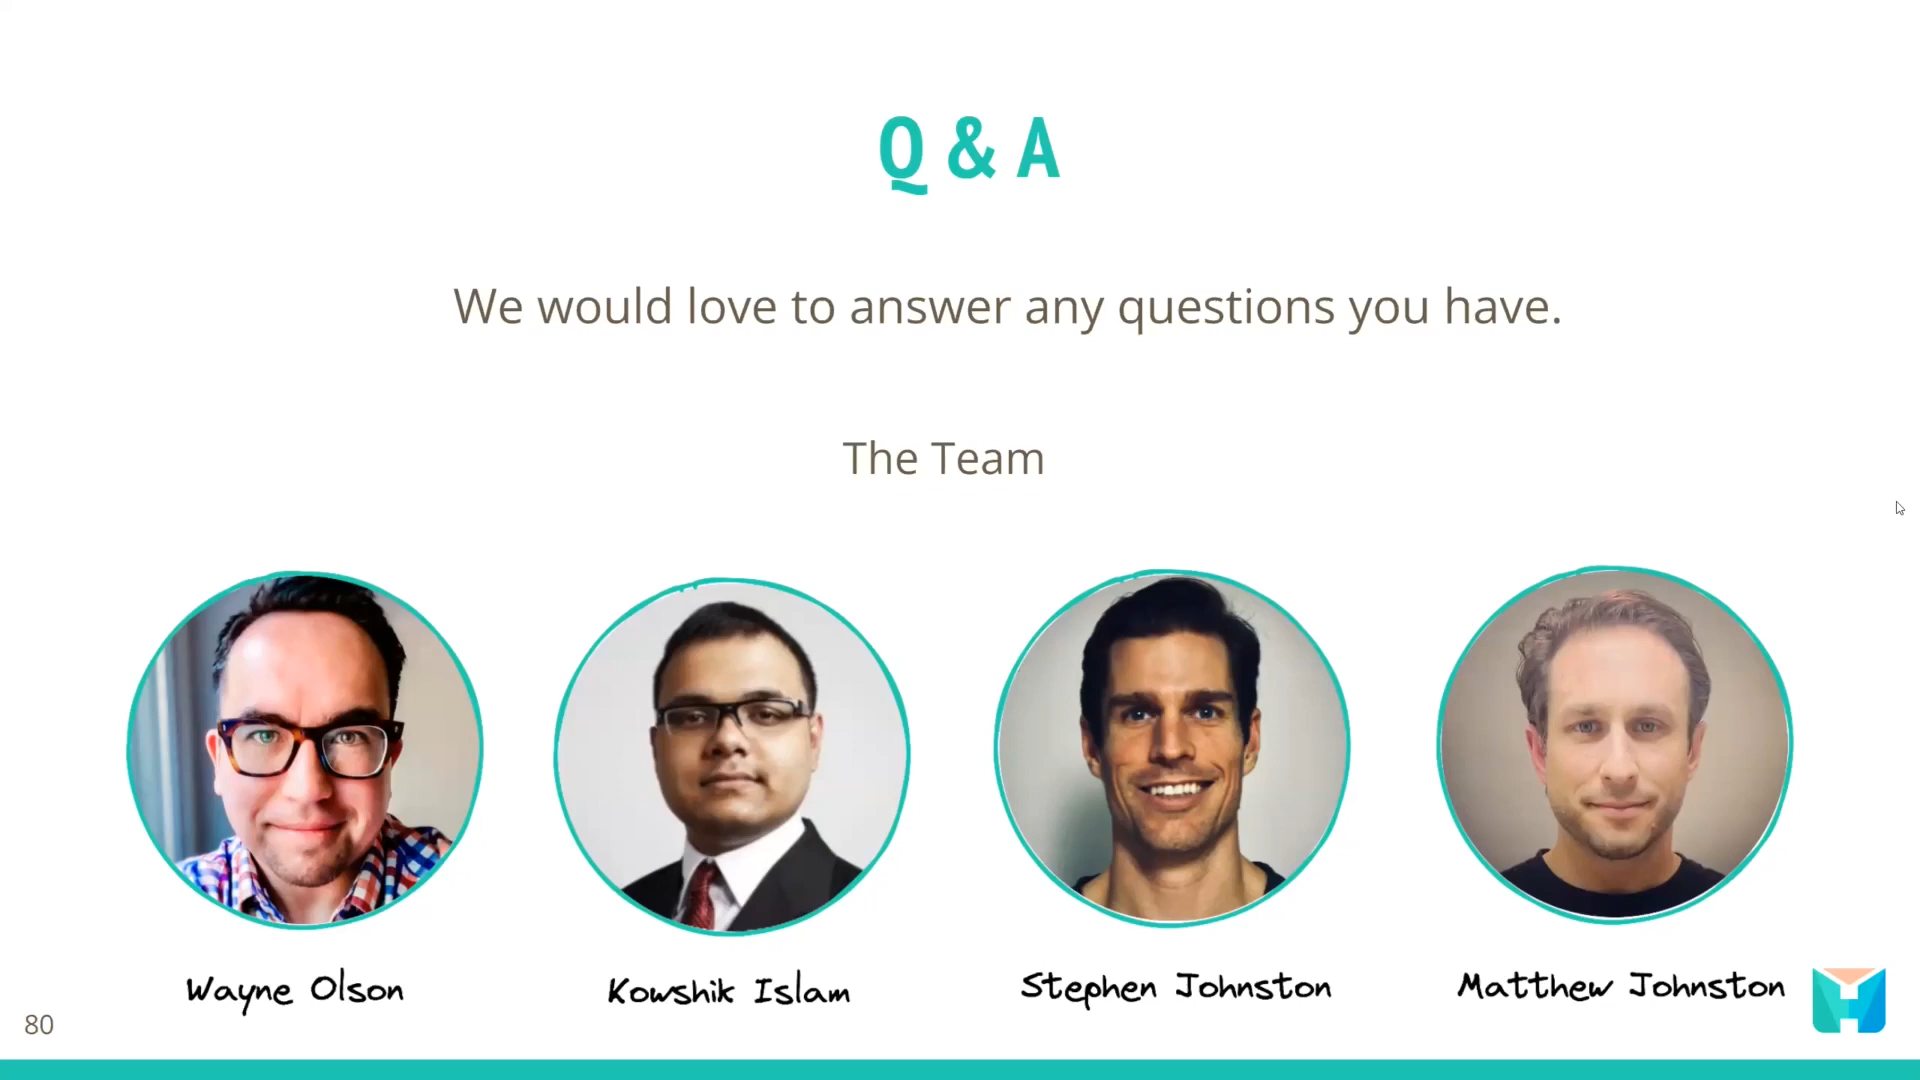 Q & A
We would love to answer any questions you have.
The Team
Wayne Olson
Kowshik Islam
Stephen Johnston
Matthew Johnston
80